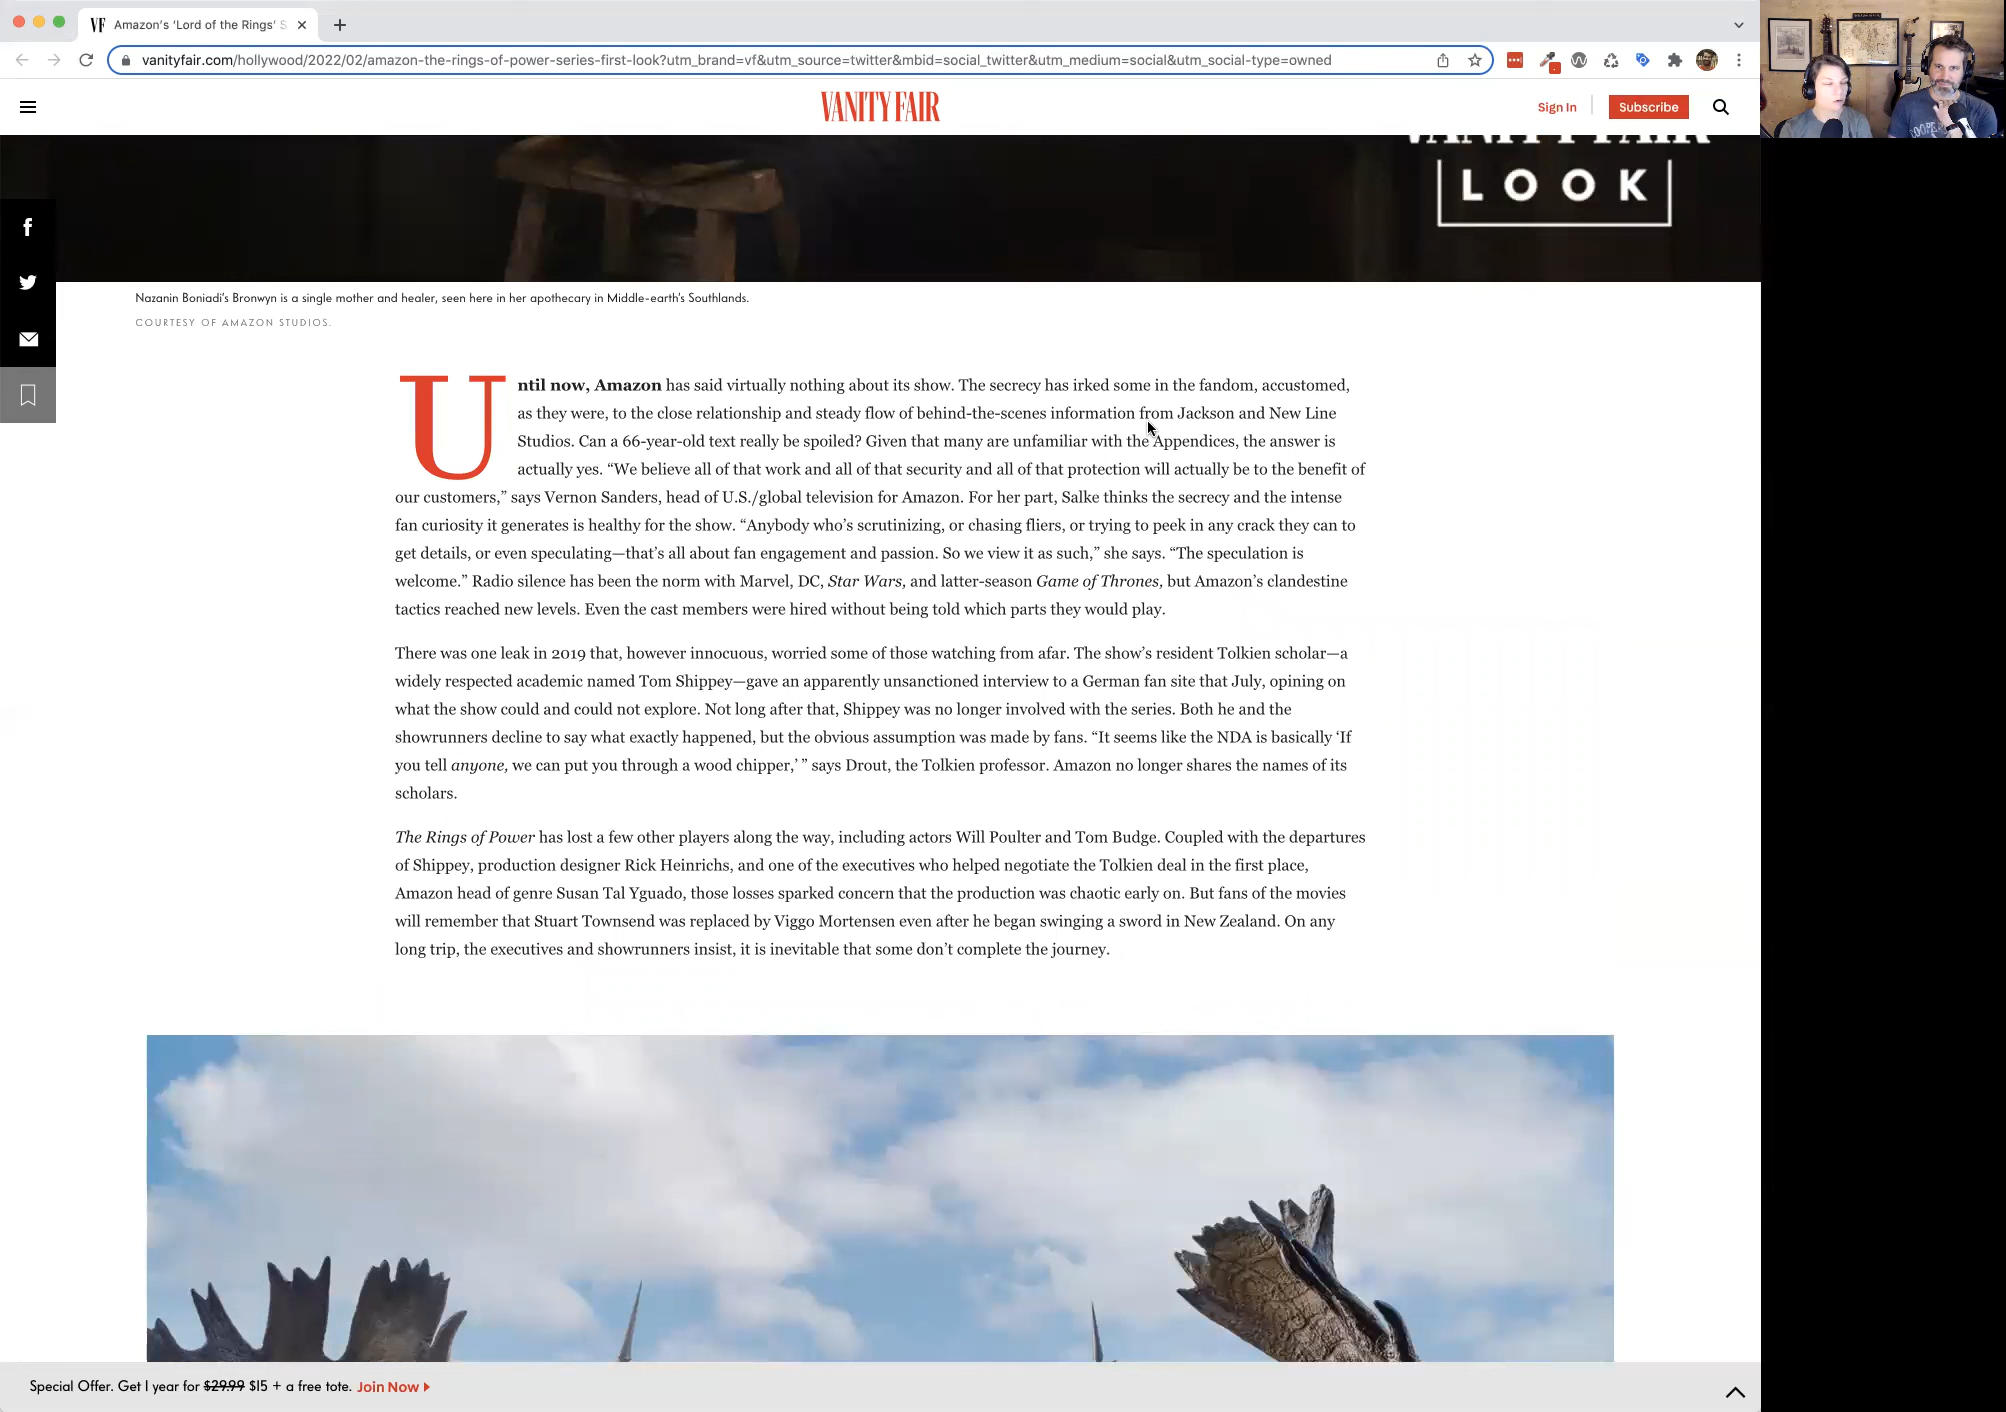 VF Amazon's 'Lord of the Rings' S
vanityfair.com/hollywood/2022/02/amazon-the-rings-of-power-series-first-look?utm_brand=vf&utm_source=twitter&mbid=social_twitter&utm_medium=social&utm_social-type=owned
VANITY FAIR
Sign In
Subscribe
VANITY FAIR
LOOK
Nazanin Boniadi's Bronwyn is a single mother and healer, seen here in her apothecary in Middle-earth's Southlands.
COURTESY OF AMAZON STUDIOS.
Until now, Amazon has said virtually nothing about its show. The secrecy has irked some in the fandom, accustomed,
as they were, to the close relationship and steady flow of behind-the-scenes information from Jackson and New Line
Studios. Can a 66-year-old text really be spoiled? Given that many are unfamiliar with the Appendices, the answer is
actually yes. “We believe all of that work and all of that security and all of that protection will actually be to the benefit of
our customers,” says Vernon Sanders, head of U.S./global television for Amazon. For her part, Salke thinks the secrecy and the intense
fan curiosity it generates is healthy for the show. “Anybody who’s scrutinizing, or chasing fliers, or trying to peek in any crack they can to
get details, or even speculating—that’s all about fan engagement and passion. So we view it as such,” she says. “The speculation is
welcome.” Radio silence has been the norm with Marvel, DC, Star Wars, and latter-season Game of Thrones, but Amazon’s clandestine
tactics reached new levels. Even the cast members were hired without being told which parts they would play.
There was one leak in 2019 that, however innocuous, worried some of those watching from afar. The show’s resident Tolkien scholar—a
widely respected academic named Tom Shippey—gave an apparently unsanctioned interview to a German fan site that July, opining on
what the show could and could not explore. Not long after that, Shippey was no longer involved with the series. Both he and the
showrunners decline to say what exactly happened, but the obvious assumption was made by fans. “It seems like the NDA is basically ‘If
you tell anyone, we can put you through a wood chipper,’ ” says Drout, the Tolkien professor. Amazon no longer shares the names of its
scholars.
The Rings of Power has lost a few other players along the way, including actors Will Poulter and Tom Budge. Coupled with the departures
of Shippey, production designer Rick Heinrichs, and one of the executives who helped negotiate the Tolkien deal in the first place,
Amazon head of genre Susan Tal Yguado, those losses sparked concern that the production was chaotic early on. But fans of the movies
will remember that Stuart Townsend was replaced by Viggo Mortensen even after he began swinging a sword in New Zealand. On any
long trip, the executives and showrunners insist, it is inevitable that some don’t complete the journey.
Special Offer. Get 1 year for $29.99 $15 + a free tote. Join Now